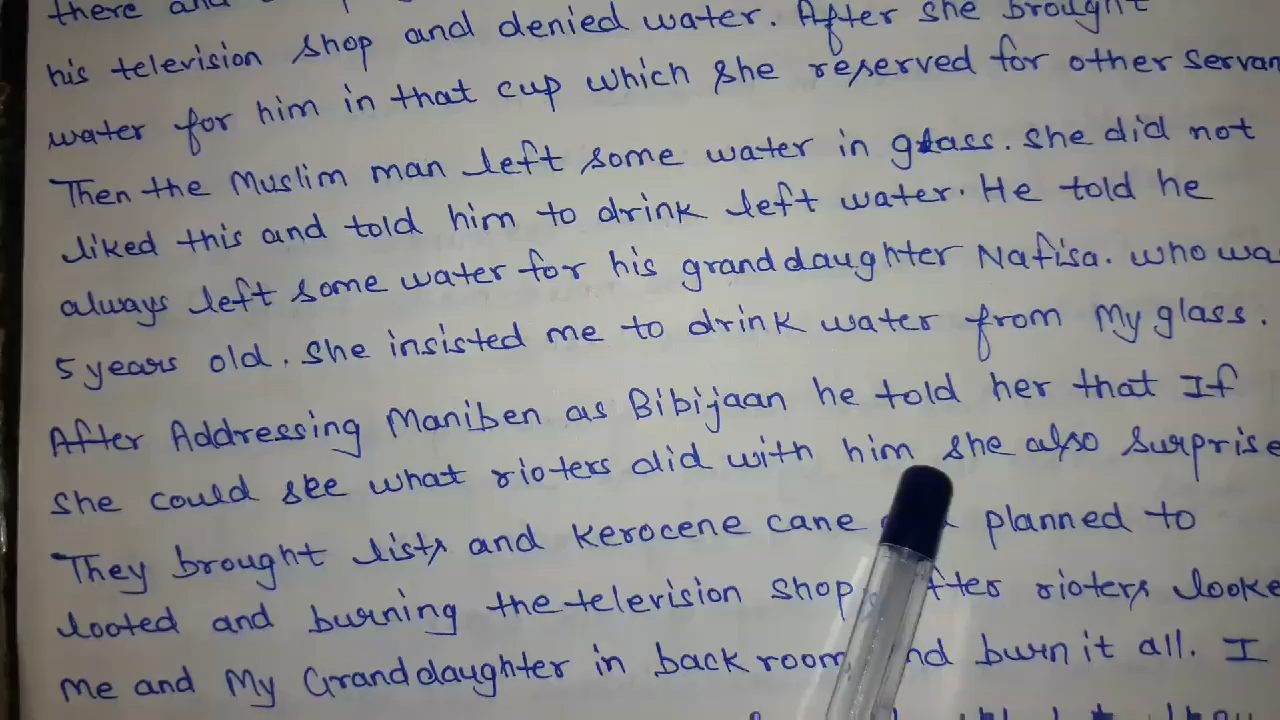 there and
his television shop and denied water. After she brought
water for him in that cup which she reserved for other servan
Then the Muslim man left some water in glass. she did not
liked this and told him to drink left water. He told he
always left some water for his granddaughter Nafisa. who wa
5 years old. She insisted me to drink water from My glass.
After Addressing Maniben as Bibijaan he told her that If
she could see what rioters did with him she also surprise
They brought lists and kerocene cane planned to
looted and burning the television shop After rioters looke
me and My Granddaughter in back room and burn it all. I